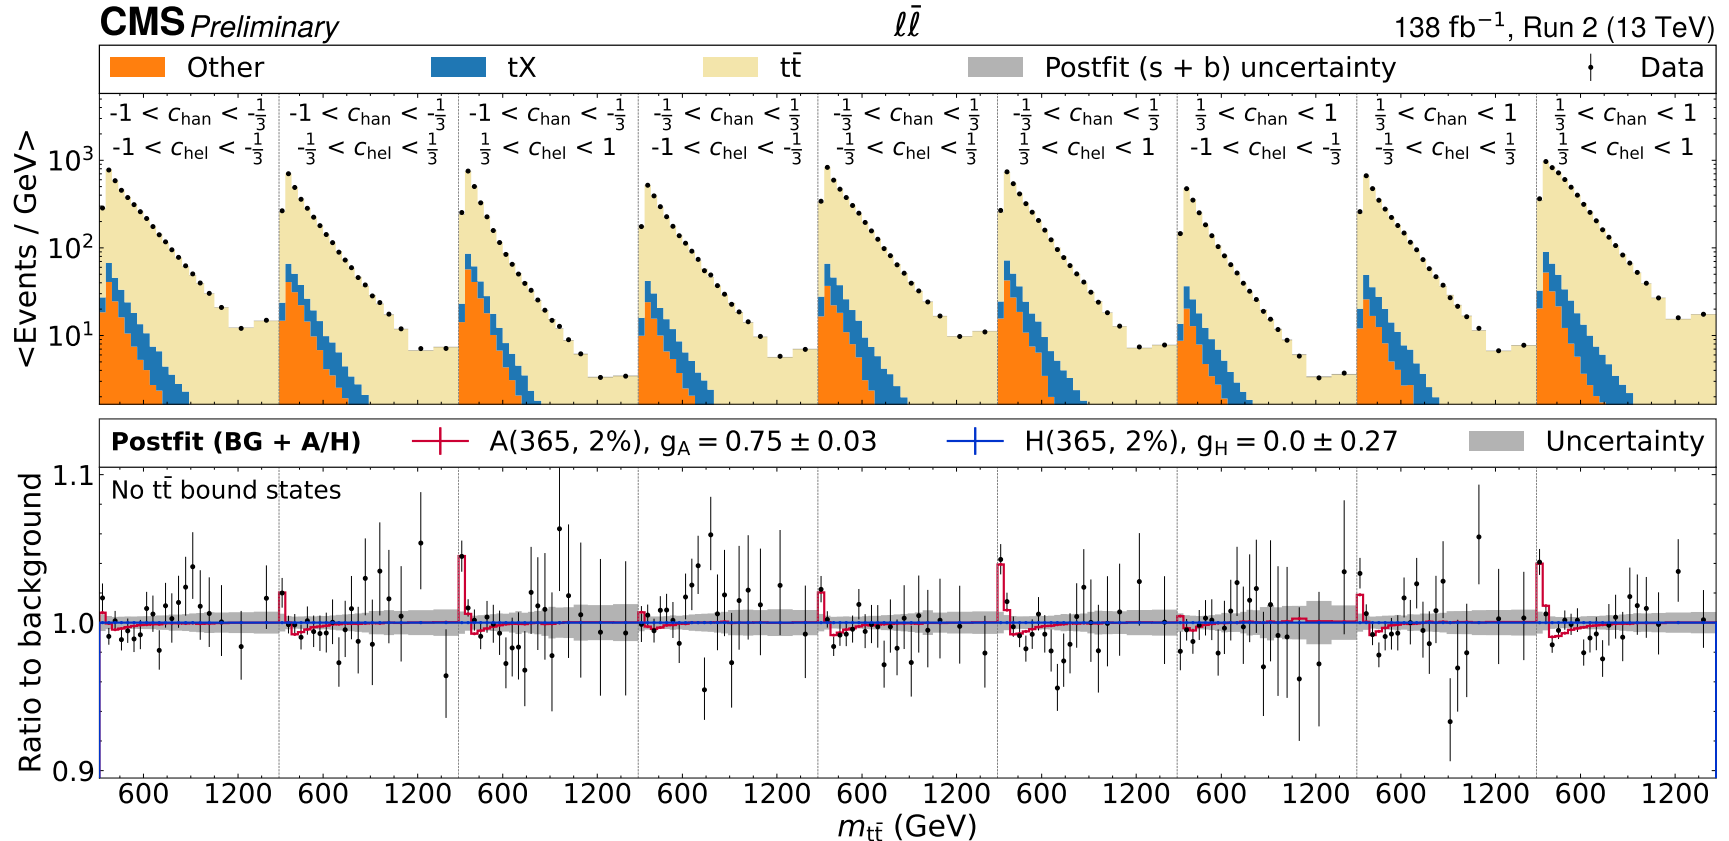 CMS Preliminary ℓℓ̄ 138 fb⁻¹, Run 2 (13 TeV)
Other tX tt̄ Postfit (s + b) uncertainty Data
-1 < c_han < -1/3 -1 < c_han < -1/3 -1 < c_han < -1/3 -1/3 < c_han < 1/3 -1/3 < c_han < 1/3 -1/3 < c_han < 1/3 1/3 < c_han < 1 1/3 < c_han < 1 1/3 < c_han < 1
-1 < c_hel < -1/3 -1/3 < c_hel < 1/3 1/3 < c_hel < 1 -1 < c_hel < -1/3 -1/3 < c_hel < 1/3 1/3 < c_hel < 1 -1 < c_hel < -1/3 -1/3 < c_hel < 1/3 1/3 < c_hel < 1
<Events / GeV>
10³
10²
10¹
Postfit (BG + A/H) A(365, 2%), g_A = 0.75 ± 0.03 H(365, 2%), g_H = 0.0 ± 0.27 Uncertainty
No tt̄ bound states
Ratio to background
1.1
1.0
0.9
600 1200 600 1200 600 1200 600 1200 600 1200 600 1200 600 1200 600 1200 600 1200
m_tt̄ (GeV)